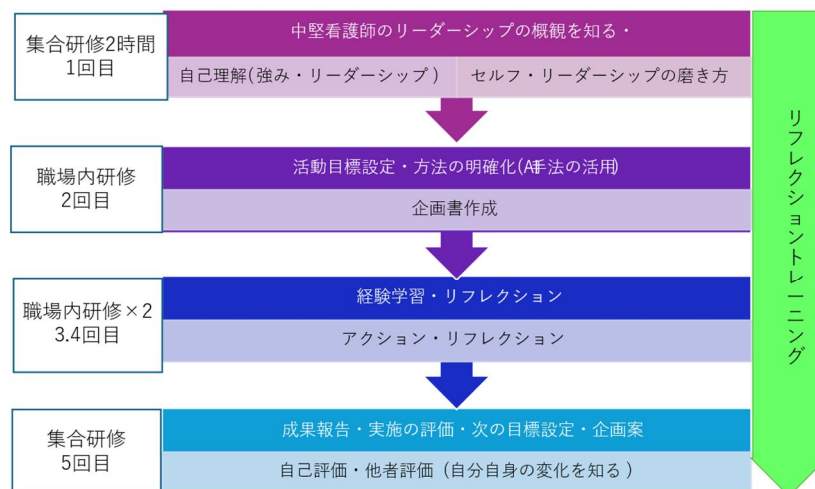 集合研修2時間
1回目
中堅看護師のリーダーシップの概観を知る・
自己理解(強み・リーダーシップ)
セルフ・リーダーシップの磨き方
職場内研修
2回目
活動目標設定・方法の明確化(AI手法の活用)
企画書作成
職場内研修×2
3.4回目
経験学習・リフレクション
アクション・リフレクション
集合研修
5回目
成果報告・実施の評価・次の目標設定・企画案
自己評価・他者評価(自分自身の変化を知る)
リフレクショントレーニング